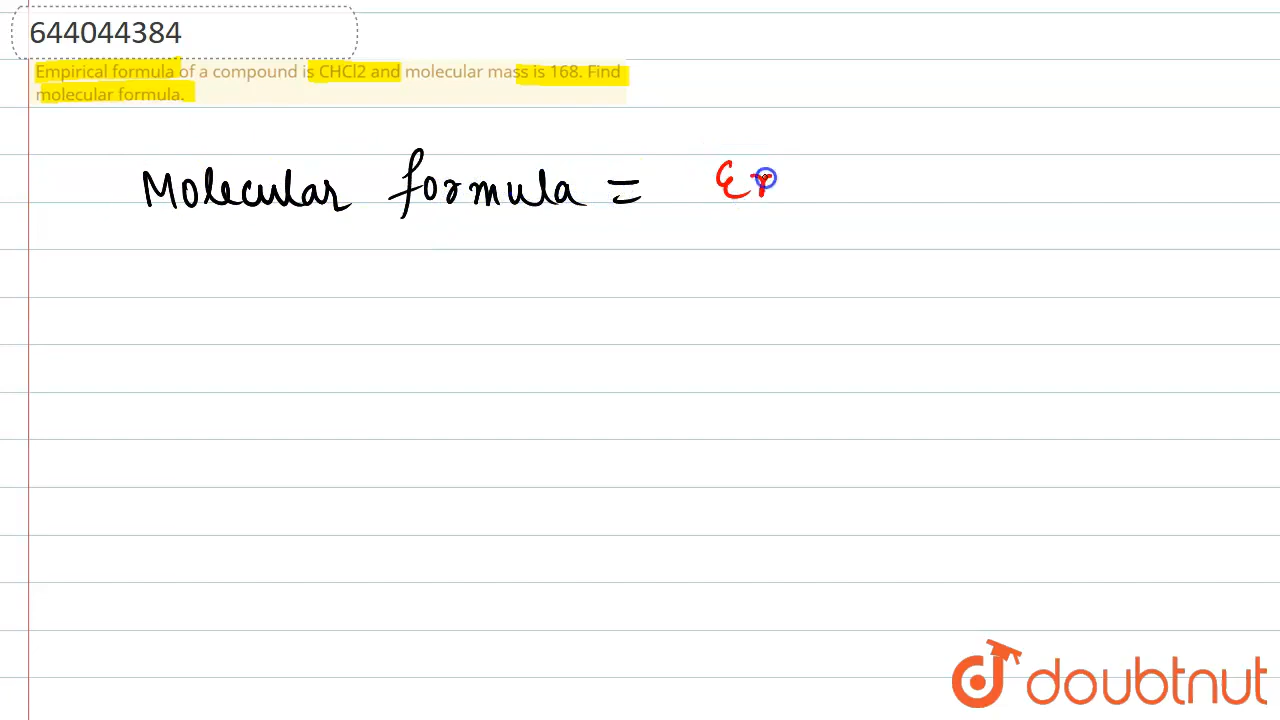 644044384
Empirical formula of a compound is CHCl2 and molecular mass is 168. Find
molecular formula.
Molecular formula =
doubtnut